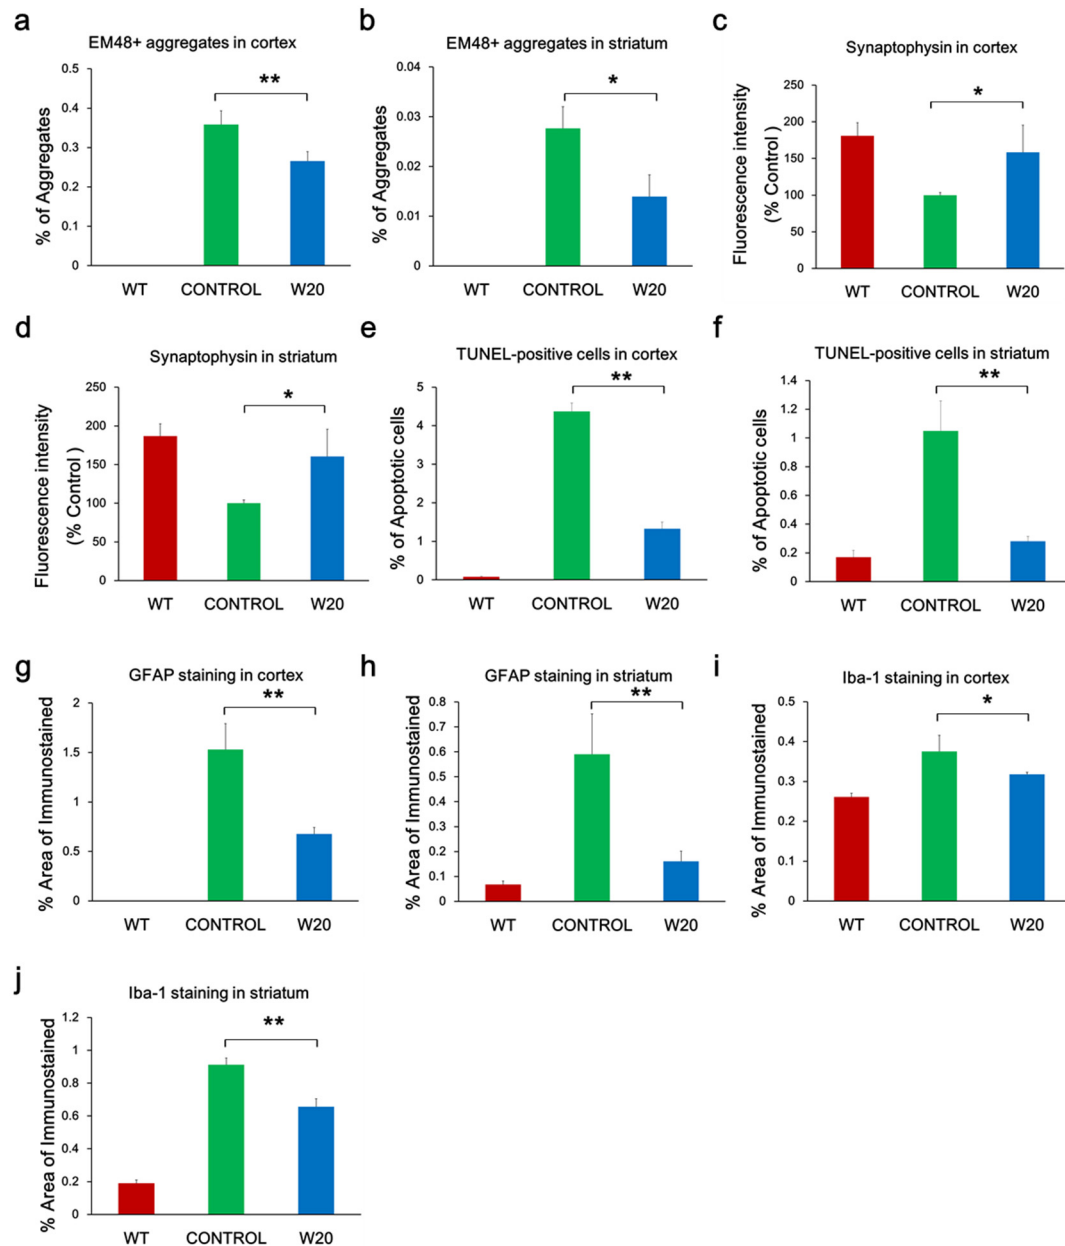 a
EM48+ aggregates in cortex
% of Aggregates
0.5
0.4
0.3
0.2
0.1
0
**
WT CONTROL W20
b
EM48+ aggregates in striatum
% of Aggregates
0.04
0.03
0.02
0.01
0
*
WT CONTROL W20
c
Synaptophysin in cortex
Fluorescence intensity
(% Control )
250
200
150
100
50
0
*
WT CONTROL W20
d
Synaptophysin in striatum
Fluorescence intensity
(% Control )
250
200
150
100
50
0
*
WT CONTROL W20
e
TUNEL-positive cells in cortex
% of Apoptotic cells
5
4
3
2
1
0
**
WT CONTROL W20
f
TUNEL-positive cells in striatum
% of Apoptotic cells
1.4
1.2
1
0.8
0.6
0.4
0.2
0
**
WT CONTROL W20
g
GFAP staining in cortex
% Area of Immunostained
2
1.5
1
0.5
0
**
WT CONTROL W20
h
GFAP staining in striatum
% Area of Immunostained
0.8
0.7
0.6
0.5
0.4
0.3
0.2
0.1
0
**
WT CONTROL W20
i
Iba-1 staining in cortex
% Area of Immunostained
0.5
0.4
0.3
0.2
0.1
0
*
WT CONTROL W20
j
Iba-1 staining in striatum
% Area of Immunostained
1.2
1
0.8
0.6
0.4
0.2
0
**
WT CONTROL W20